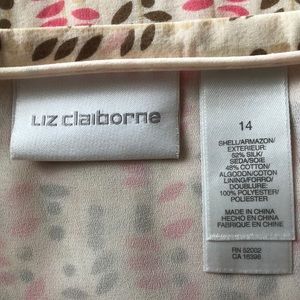 LIZ claiborne
14
SHELL/ARMAZON/
EXTERIEUR:
52% SILK/
SEDA/SOIE
48% COTTON/
ALGODON/COTON
LINING/FORRO/
DOUBLURE:
100% POLYESTER/
POLIESTER
MADE IN CHINA
HECHO EN CHINA
FABRIQUE EN CHINE
RN 52002
CA 16398